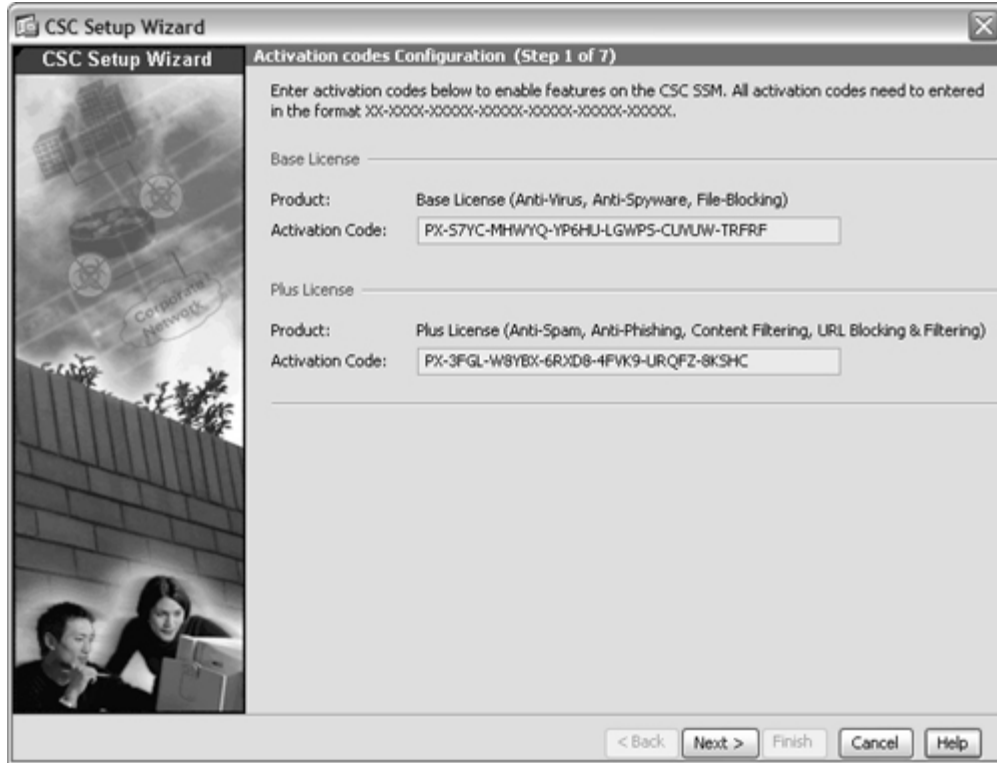 CSC Setup Wizard
CSC Setup Wizard
Activation codes Configuration (Step 1 of 7)
Enter activation codes below to enable features on the CSC SSM. All activation codes need to entered
in the format XX-XXXX-XXXXX-XXXXX-XXXXX-XXXXX-XXXXX.
Base License
Product: Base License (Anti-Virus, Anti-Spyware, File-Blocking)
Activation Code: PX-S7YC-MHWYQ-YP6HU-LGWPS-CUVUW-TRFRF
Plus License
Product: Plus License (Anti-Spam, Anti-Phishing, Content Filtering, URL Blocking & Filtering)
Activation Code: PX-3FGL-W8YBX-6RXD8-4FVK9-URQFZ-8KSHC
Corporate
Network
< Back
Next >
Finish
Cancel
Help